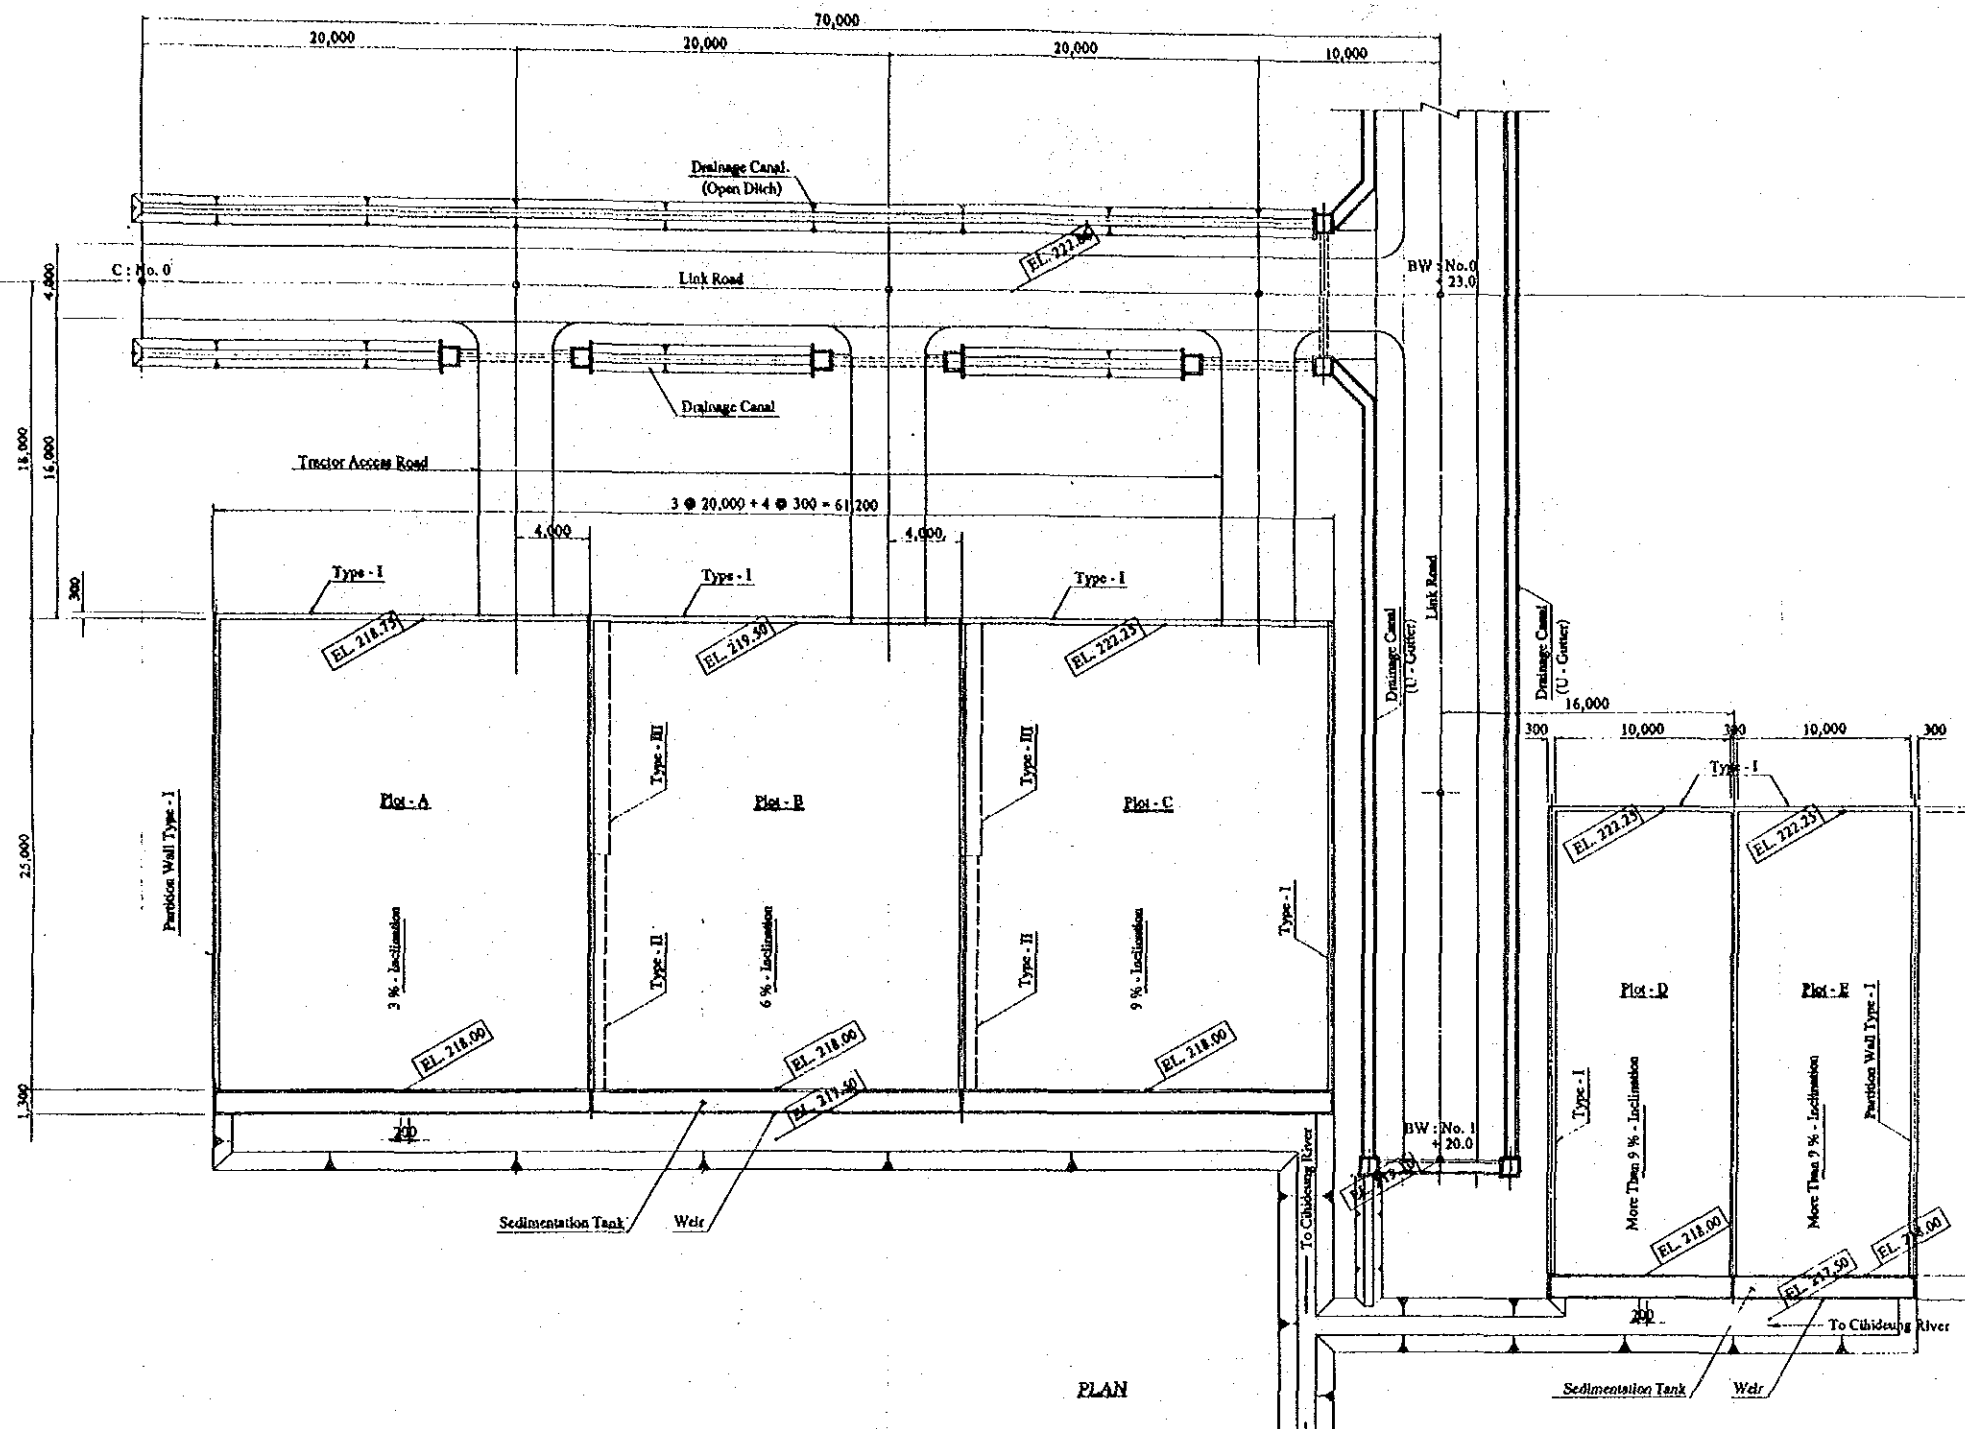 70,000
20,000
20,000
20,000
10,000
Drainage Canal.
(Open Ditch)
C : No. 0
Link Road
BW : No.0
+ 23.0
4,000
Drainage Canal
18,000
16,000
Tractor Access Road
3 @ 20,000 + 4 @ 300 = 61,200
4,000
4,000
300
Type - I
Type - I
Type - I
EL. 218.75
EL. 219.50
EL. 222.25
Link Road
Drainage Canal
(U - Gutter)
Drainage Canal
(U - Gutter)
16,000
300
10,000
300
10,000
300
Type - I
Type - III
Type - III
Plot - A
Plot - B
Plot - C
EL. 222.25
EL. 222.25
Partition Wall Type - I
25,000
3 % - Inclination
6 % - Inclination
9 % - Inclination
Type - II
Type - II
Type - I
Plot - D
Plot - E
Partition Wall Type - I
Type - I
More Than 9 % - Inclination
More Than 9 % - Inclination
EL. 218.00
EL. 218.00
EL. 218.00
EL. 217.50
1,300
200
BW : No. 1
+ 20.0
To Cihideung River
Sedimentation Tank
Weir
EL. 218.00
EL. 218.00
EL. 217.50
200
To Cihideung River
PLAN
Sedimentation Tank
Weir